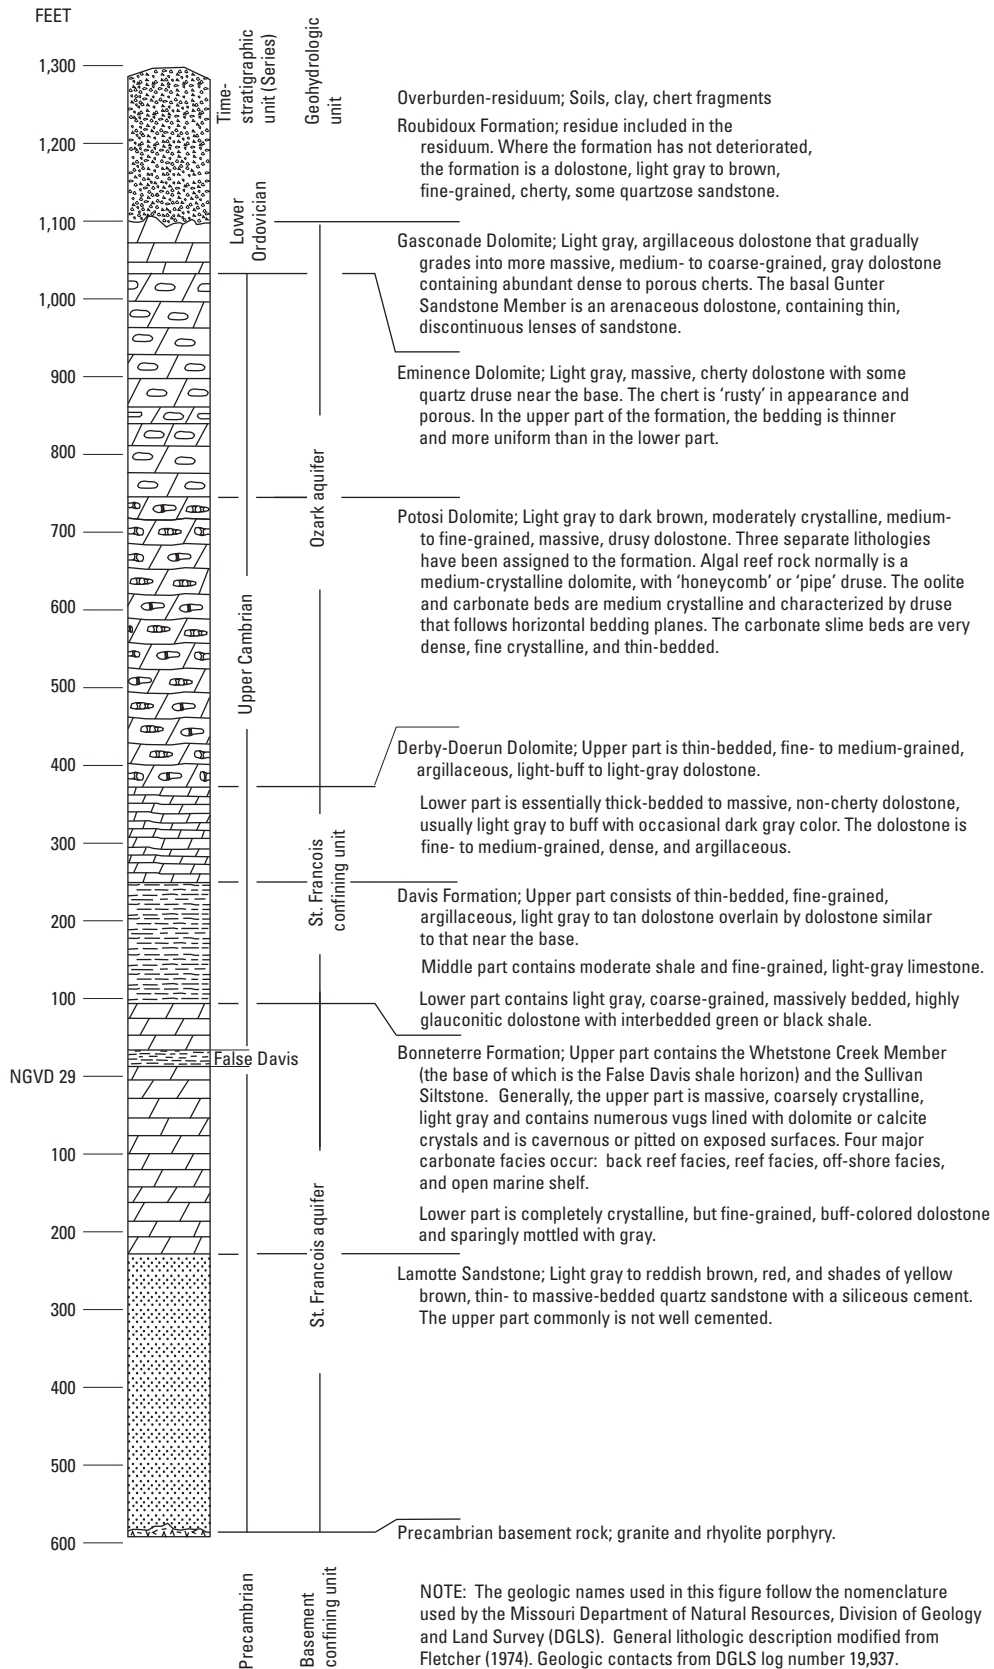 FEET
1,300
1,200
1,100
1,000
900
800
700
600
500
400
300
200
100
NGVD 29
100
200
300
400
500
600
Time-
stratigraphic
unit (Series)
Geohydrologic
unit
Lower
Ordovician
Upper Cambrian
Precambrian
Ozark aquifer
St. Francois
confining unit
St. Francois aquifer
Basement
confining unit
False Davis
Overburden-residuum; Soils, clay, chert fragments
Roubidoux Formation; residue included in the
residuum. Where the formation has not deteriorated,
the formation is a dolostone, light gray to brown,
fine-grained, cherty, some quartzose sandstone.
Gasconade Dolomite; Light gray, argillaceous dolostone that gradually
grades into more massive, medium- to coarse-grained, gray dolostone
containing abundant dense to porous cherts. The basal Gunter
Sandstone Member is an arenaceous dolostone, containing thin,
discontinuous lenses of sandstone.
Eminence Dolomite; Light gray, massive, cherty dolostone with some
quartz druse near the base. The chert is ‘rusty’ in appearance and
porous. In the upper part of the formation, the bedding is thinner
and more uniform than in the lower part.
Potosi Dolomite; Light gray to dark brown, moderately crystalline, medium-
to fine-grained, massive, drusy dolostone. Three separate lithologies
have been assigned to the formation. Algal reef rock normally is a
medium-crystalline dolomite, with ‘honeycomb’ or ‘pipe’ druse. The oolite
and carbonate beds are medium crystalline and characterized by druse
that follows horizontal bedding planes. The carbonate slime beds are very
dense, fine crystalline, and thin-bedded.
Derby-Doerun Dolomite; Upper part is thin-bedded, fine- to medium-grained,
argillaceous, light-buff to light-gray dolostone.
Lower part is essentially thick-bedded to massive, non-cherty dolostone,
usually light gray to buff with occasional dark gray color. The dolostone is
fine- to medium-grained, dense, and argillaceous.
Davis Formation; Upper part consists of thin-bedded, fine-grained,
argillaceous, light gray to tan dolostone overlain by dolostone similar
to that near the base.
Middle part contains moderate shale and fine-grained, light-gray limestone.
Lower part contains light gray, coarse-grained, massively bedded, highly
glauconitic dolostone with interbedded green or black shale.
Bonneterre Formation; Upper part contains the Whetstone Creek Member
(the base of which is the False Davis shale horizon) and the Sullivan
Siltstone. Generally, the upper part is massive, coarsely crystalline,
light gray and contains numerous vugs lined with dolomite or calcite
crystals and is cavernous or pitted on exposed surfaces. Four major
carbonate facies occur: back reef facies, reef facies, off-shore facies,
and open marine shelf.
Lower part is completely crystalline, but fine-grained, buff-colored dolostone
and sparingly mottled with gray.
Lamotte Sandstone; Light gray to reddish brown, red, and shades of yellow
brown, thin- to massive-bedded quartz sandstone with a siliceous cement.
The upper part commonly is not well cemented.
Precambrian basement rock; granite and rhyolite porphyry.
NOTE: The geologic names used in this figure follow the nomenclature
used by the Missouri Department of Natural Resources, Division of Geology
and Land Survey (DGLS). General lithologic description modified from
Fletcher (1974). Geologic contacts from DGLS log number 19,937.